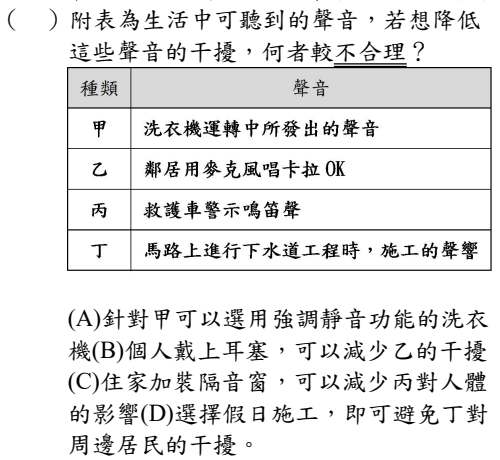 （　）附表為生活中可聽到的聲音，若想降低
這些聲音的干擾，何者較不合理？
種類 聲音
甲 洗衣機運轉中所發出的聲音
乙 鄰居用麥克風唱卡拉 OK
丙 救護車警示鳴笛聲
丁 馬路上進行下水道工程時，施工的聲響
(A)針對甲可以選用強調靜音功能的洗衣
機(B)個人戴上耳塞，可以減少乙的干擾
(C)住家加裝隔音窗，可以減少丙對人體
的影響(D)選擇假日施工，即可避免丁對
周邊居民的干擾。